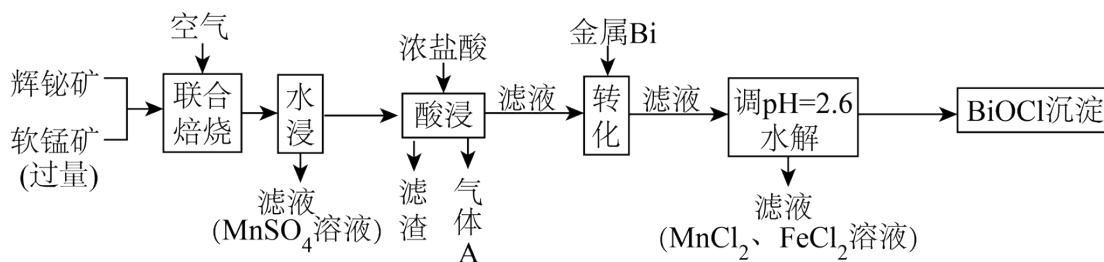 空气
浓盐酸
金属Bi
辉铋矿
软锰矿
(过量)
联合
焙烧
水浸
酸浸
滤液
转化
滤液
调pH=2.6
水解
BiOCl沉淀
滤液
(MnSO₄溶液)
滤渣
气体A
滤液
(MnCl₂、FeCl₂溶液)